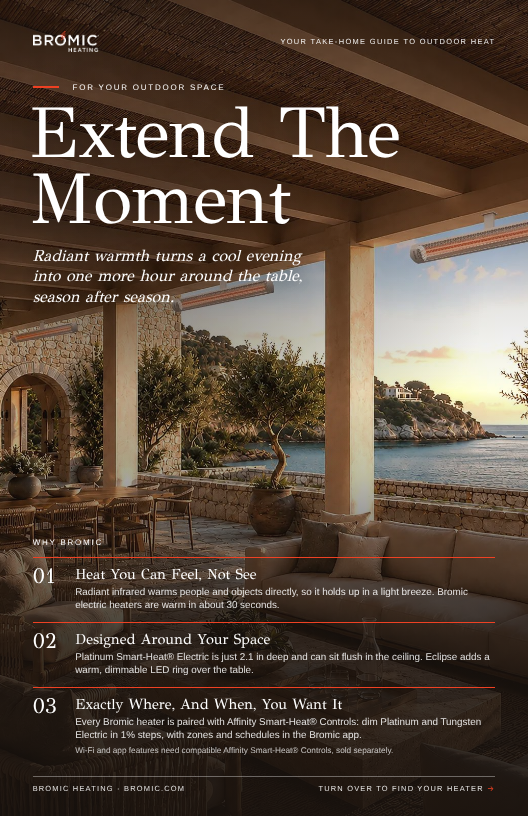 BROMIC
HEATING
YOUR TAKE-HOME GUIDE TO OUTDOOR HEAT
FOR YOUR OUTDOOR SPACE
Extend The
Moment
Radiant warmth turns a cool evening
into one more hour around the table,
season after season.
WHY BROMIC
01
Heat You Can Feel, Not See
Radiant infrared warms people and objects directly, so it holds up in a light breeze. Bromic
electric heaters are warm in about 30 seconds.
02
Designed Around Your Space
Platinum Smart-Heat® Electric is just 2.1 in deep and can sit flush in the ceiling. Eclipse adds a
warm, dimmable LED ring over the table.
03
Exactly Where, And When, You Want It
Every Bromic heater is paired with Affinity Smart-Heat® Controls: dim Platinum and Tungsten
Electric in 1% steps, with zones and schedules in the Bromic app.
Wi-Fi and app features need compatible Affinity Smart-Heat® Controls, sold separately.
BROMIC HEATING · BROMIC.COM
TURN OVER TO FIND YOUR HEATER →